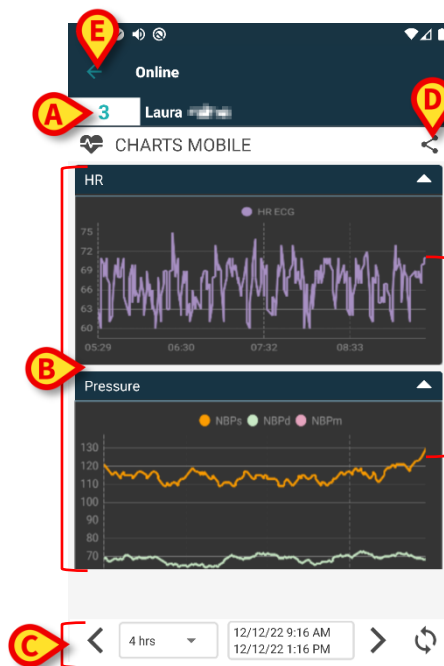 E
Online
D
A
3
Laura
CHARTS MOBILE
HR
HR ECG
75
72
69
66
63
60
05:29 06:30 07:32 08:33
B
Pressure
NBPs NBPd NBPm
130
120
110
100
90
80
70
C
4 hrs
12/12/22 9:16 AM
12/12/22 1:16 PM